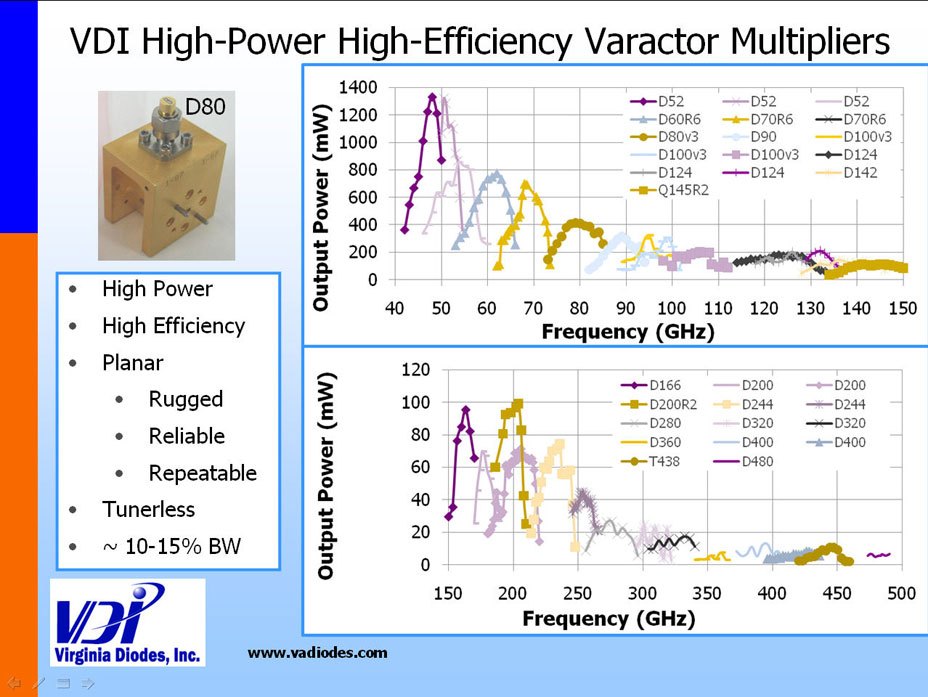 VDI High-Power High-Efficiency Varactor Multipliers
D80
• High Power
• High Efficiency
• Planar
• Rugged
• Reliable
• Repeatable
• Tunerless
• ~ 10-15% BW
VDI
Virginia Diodes, Inc.
www.vadiodes.com
Output Power (mW)
1400
1200
1000
800
600
400
200
0
40 50 60 70 80 90 100 110 120 130 140 150
Frequency (GHz)
D52 D52 D52
D60R6 D70R6 D70R6
D80v3 D90 D100v3
D100v3 D100v3 D124
D124 D124 D142
Q145R2
Output Power (mW)
120
100
80
60
40
20
0
150 200 250 300 350 400 450 500
Frequency (GHz)
D166 D200 D200
D200R2 D244 D244
D280 D320 D320
D360 D400 D400
T438 D480